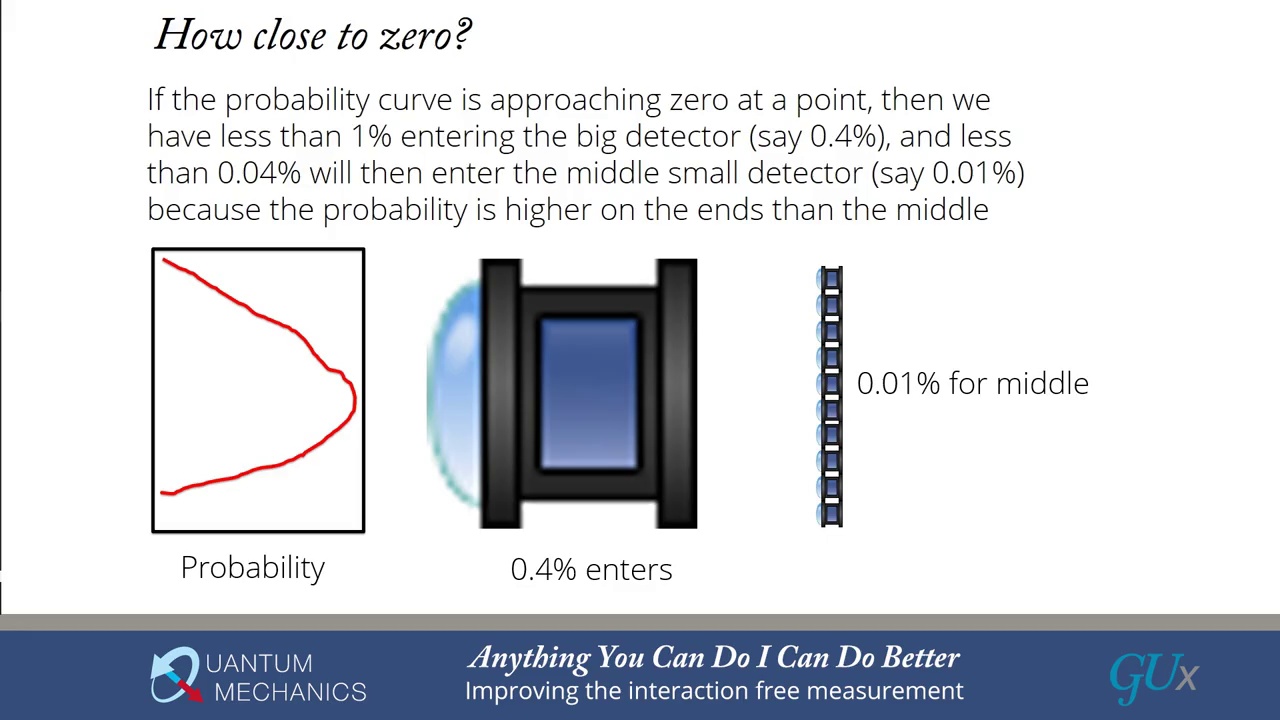 How close to zero?
If the probability curve is approaching zero at a point, then we
have less than 1% entering the big detector (say 0.4%), and less
than 0.04% will then enter the middle small detector (say 0.01%)
because the probability is higher on the ends than the middle
0.01% for middle
Probability
0.4% enters
QUANTUM
MECHANICS
Anything You Can Do I Can Do Better
Improving the interaction free measurement
GUx